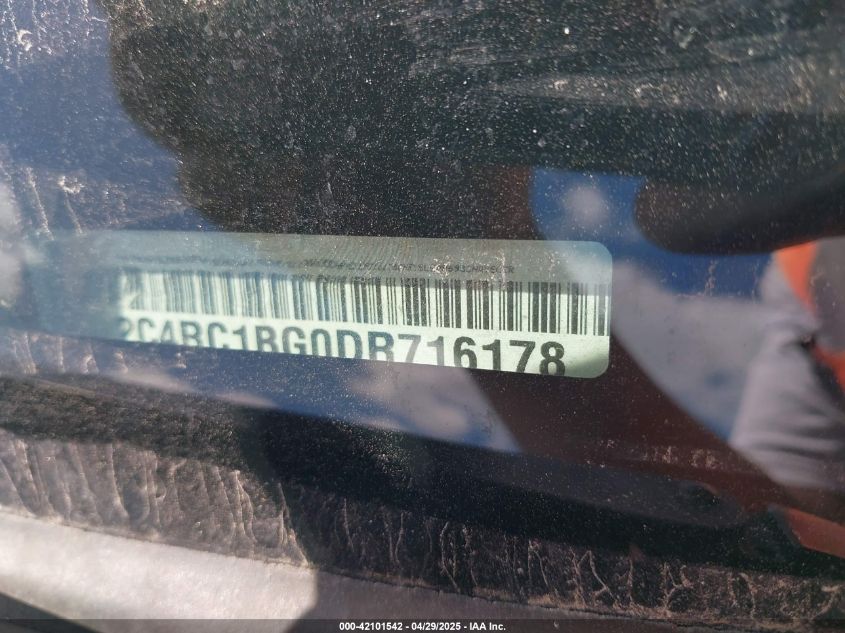 2C4RC1BG0DR716178
000-42101542 - 04/29/2025 - IAA Inc.